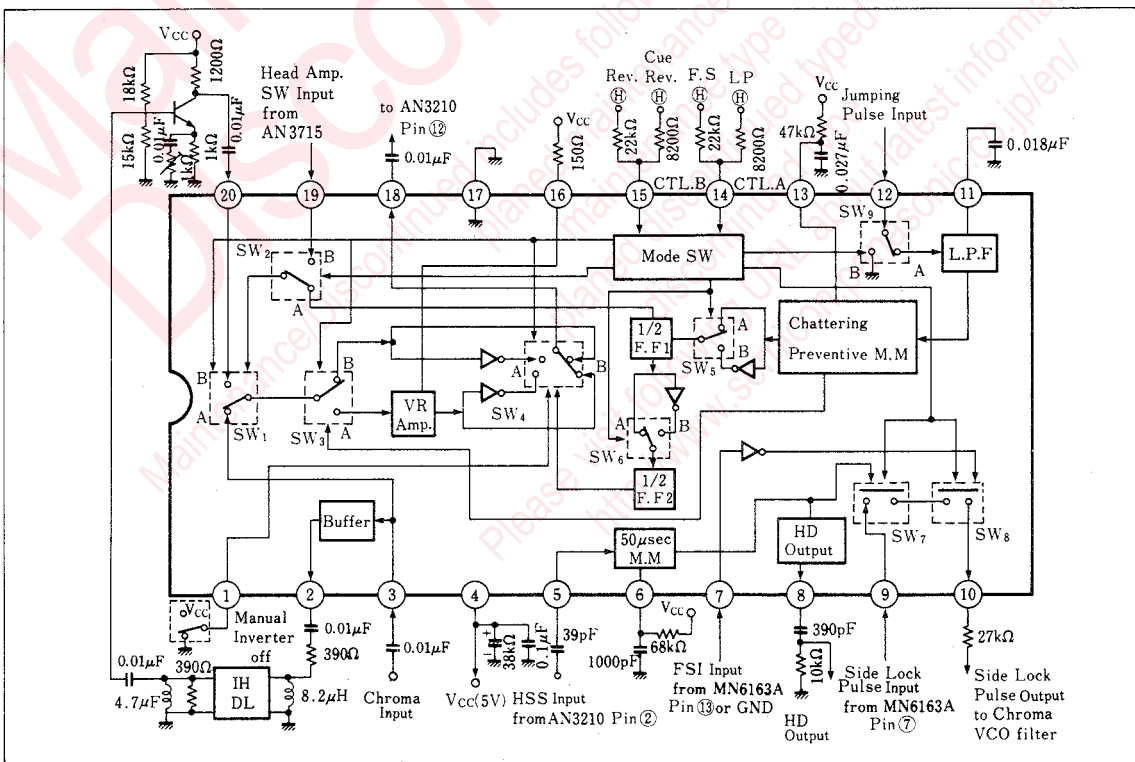 VCC
18kΩ
1200Ω
15kΩ
0.01μF
1kΩ
1kΩ
0.01μF
Head Amp.
SW Input
from
AN3715
to AN3210
Pin ⑫
0.01μF
VCC
150Ω
Cue
Rev. Rev. F.S LP
Ⓗ Ⓗ Ⓗ Ⓗ
22kΩ
8200Ω
22kΩ
8200Ω
VCC
47kΩ
0.027μF
Jumping
Pulse Input
0.018μF
20 19 18 17 16 15 CTL.B 14 CTL.A 13 12 11
SW2
B
A
Mode SW
SW9
B
A
L.P.F
1/2
F.F1
A
B
SW5
Chattering
Preventive M.M
B
A
SW1
B
A
SW3
VR
Amp.
A
B
SW4
A
B
SW6
1/2
F.F2
Buffer
50μsec
M.M
HD
Output
SW7
SW8
1 2 3 4 5 6 7 8 9 10
VCC
Manual
Inverter
off
0.01μF
390Ω
0.01μF
390Ω
4.7μF
IH
DL
8.2μH
0.01μF
Chroma
Input
+
−
38kΩ
0.1μF
VCC(5V)
39pF
HSS Input
from AN3210 Pin ②
1000pF
68kΩ
VCC
FSI Input
from MN6163A
Pin ⑬ or GND
390pF
10kΩ
HD
Output
Side Lock
Pulse Input
from MN6163A
Pin ⑦
27kΩ
Side Lock
Pulse Output
to Chroma
VCO filter